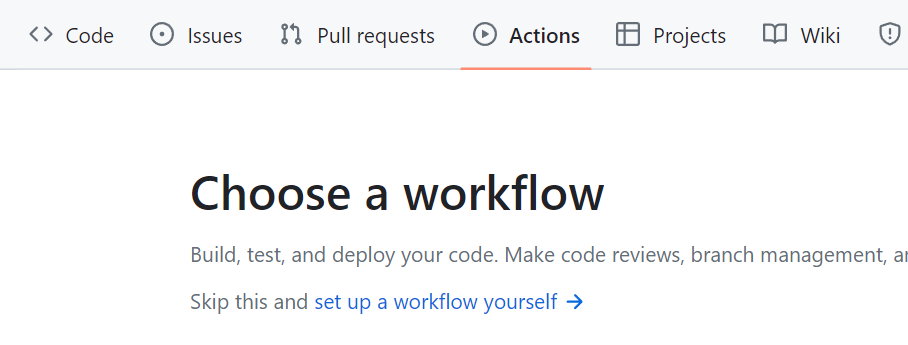 Code Issues Pull requests Actions Projects Wiki
Choose a workflow
Build, test, and deploy your code. Make code reviews, branch management,
Skip this and set up a workflow yourself →